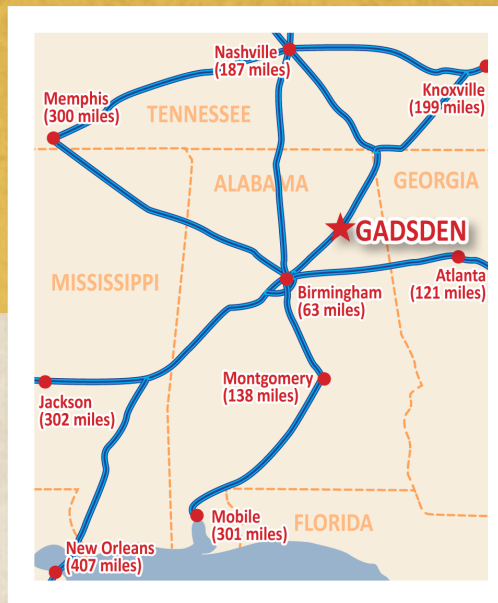 Nashville
(187 miles)
Knoxville
(199 miles)
Memphis
(300 miles)
TENNESSEE
ALABAMA
GEORGIA
GADSDEN
MISSISSIPPI
Atlanta
(121 miles)
Birmingham
(63 miles)
Montgomery
(138 miles)
Jackson
(302 miles)
Mobile
(301 miles)
FLORIDA
New Orleans
(407 miles)